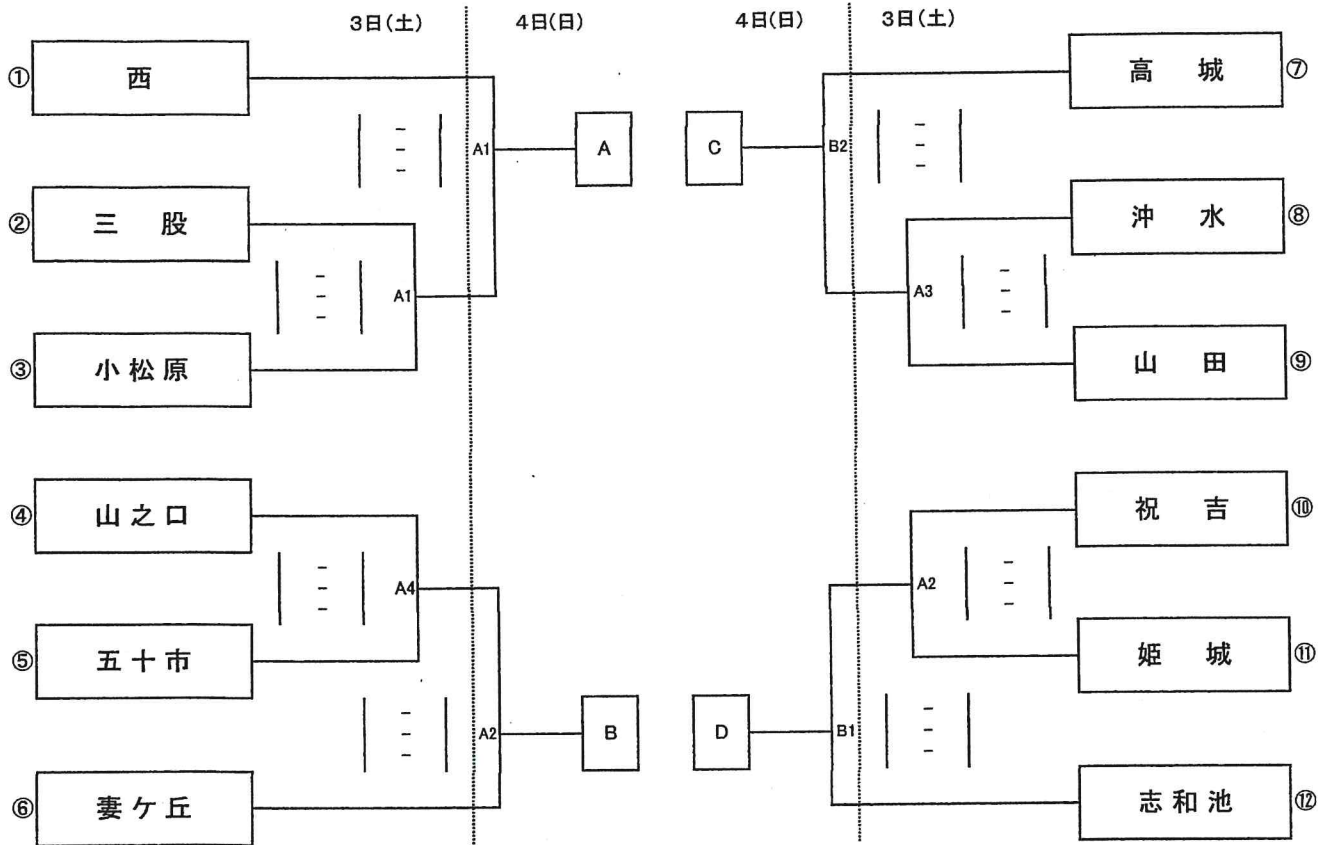 3日(土) 4日(日) 4日(日) 3日(土)
① 西
高 城 ⑦
A1 A C B2
② 三 股
沖 水 ⑧
A1
A3
③ 小松原
山 田 ⑨
④ 山之口
祝 吉 ⑩
A4
A2
⑤ 五十市
姫 城 ⑪
A2 B D B1
⑥ 妻ケ丘
志和池 ⑫